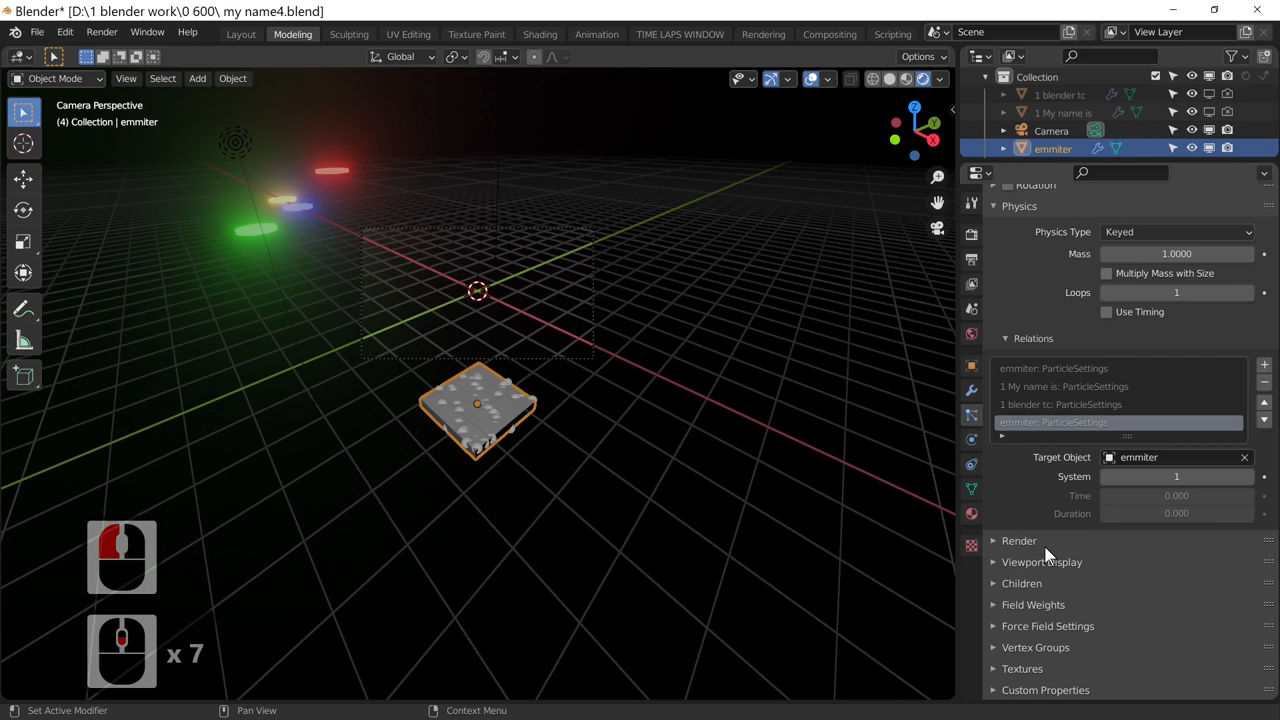 Blender* [D:\1 blender work\0 600\ my name4.blend]
File Edit Render Window Help
Layout Modeling Sculpting UV Editing Texture Paint Shading Animation TIME LAPS WINDOW Rendering Compositing Scripting
Scene
View Layer
Global
Options
Object Mode
View Select Add Object
Camera Perspective
(4) Collection | emmiter
Z
Y
X
Collection
1 blender tc
1 My name is
Camera
emmiter
Rotation
Physics
Physics Type Keyed
Mass 1.0000
Multiply Mass with Size
Loops 1
Use Timing
Relations
emmiter: ParticleSettings
1 My name is: ParticleSettings
1 blender tc: ParticleSettings
emmiter: ParticleSettings
Target Object emmiter
System 1
Time 0.000
Duration 0.000
Render
Viewport Display
Children
Field Weights
Force Field Settings
Vertex Groups
Textures
Custom Properties
x 7
Set Active Modifier
Pan View
Context Menu